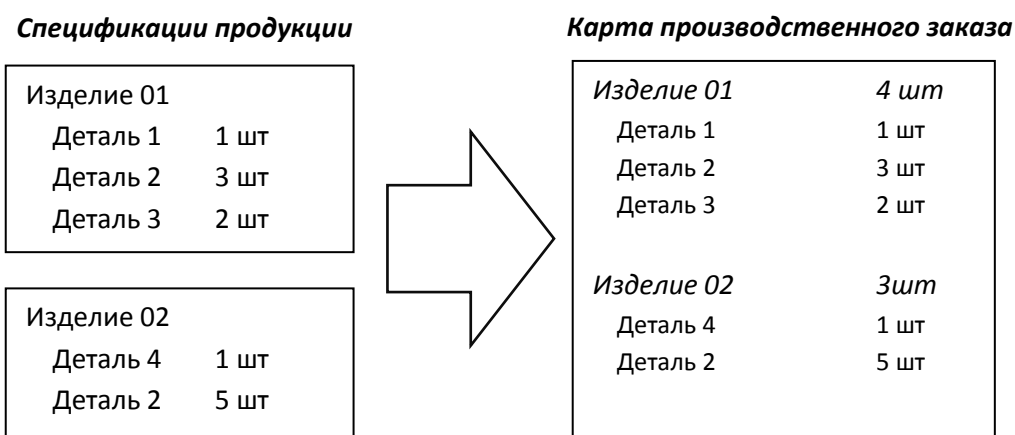 Спецификации продукции
Изделие 01
Деталь 1 1 шт
Деталь 2 3 шт
Деталь 3 2 шт
Изделие 02
Деталь 4 1 шт
Деталь 2 5 шт
Карта производственного заказа
Изделие 01 4 шт
Деталь 1 1 шт
Деталь 2 3 шт
Деталь 3 2 шт
Изделие 02 3шт
Деталь 4 1 шт
Деталь 2 5 шт